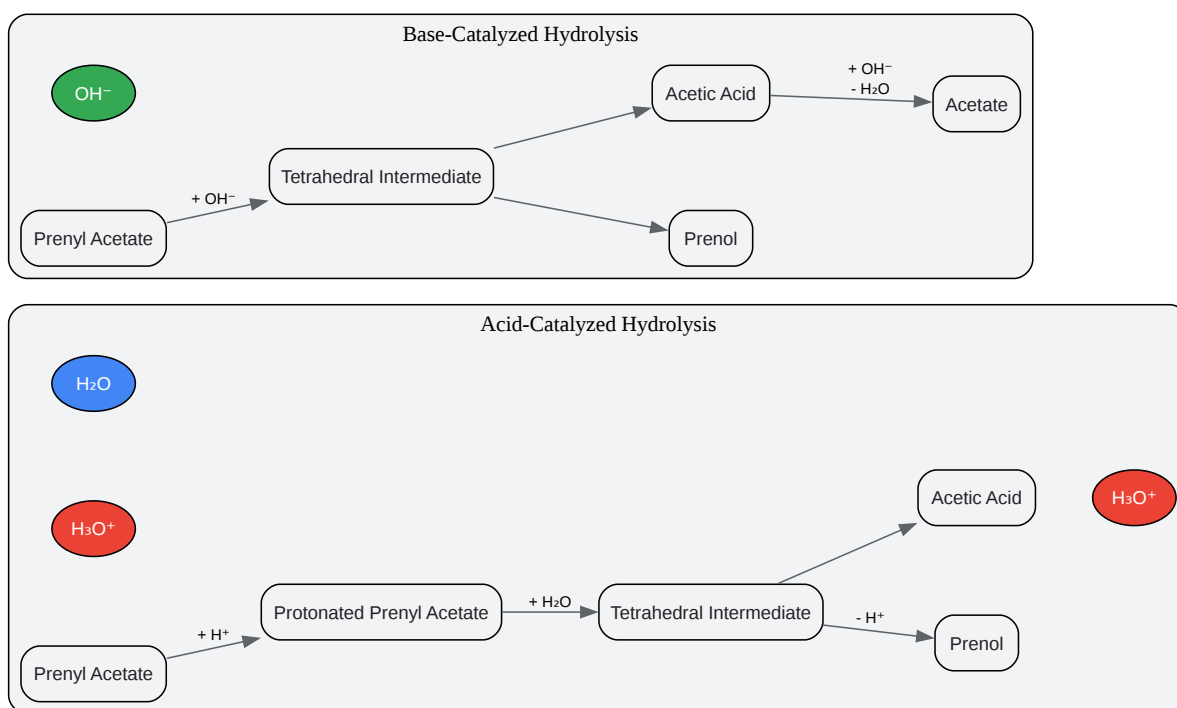 Base-Catalyzed Hydrolysis
OH⁻
Acetic Acid
+ OH⁻
- H₂O
Acetate
Tetrahedral Intermediate
+ OH⁻
Prenyl Acetate
Prenol
Acid-Catalyzed Hydrolysis
H₂O
H₃O⁺
Acetic Acid
H₃O⁺
Prenyl Acetate
+ H⁺
Protonated Prenyl Acetate
+ H₂O
Tetrahedral Intermediate
- H⁺
Prenol